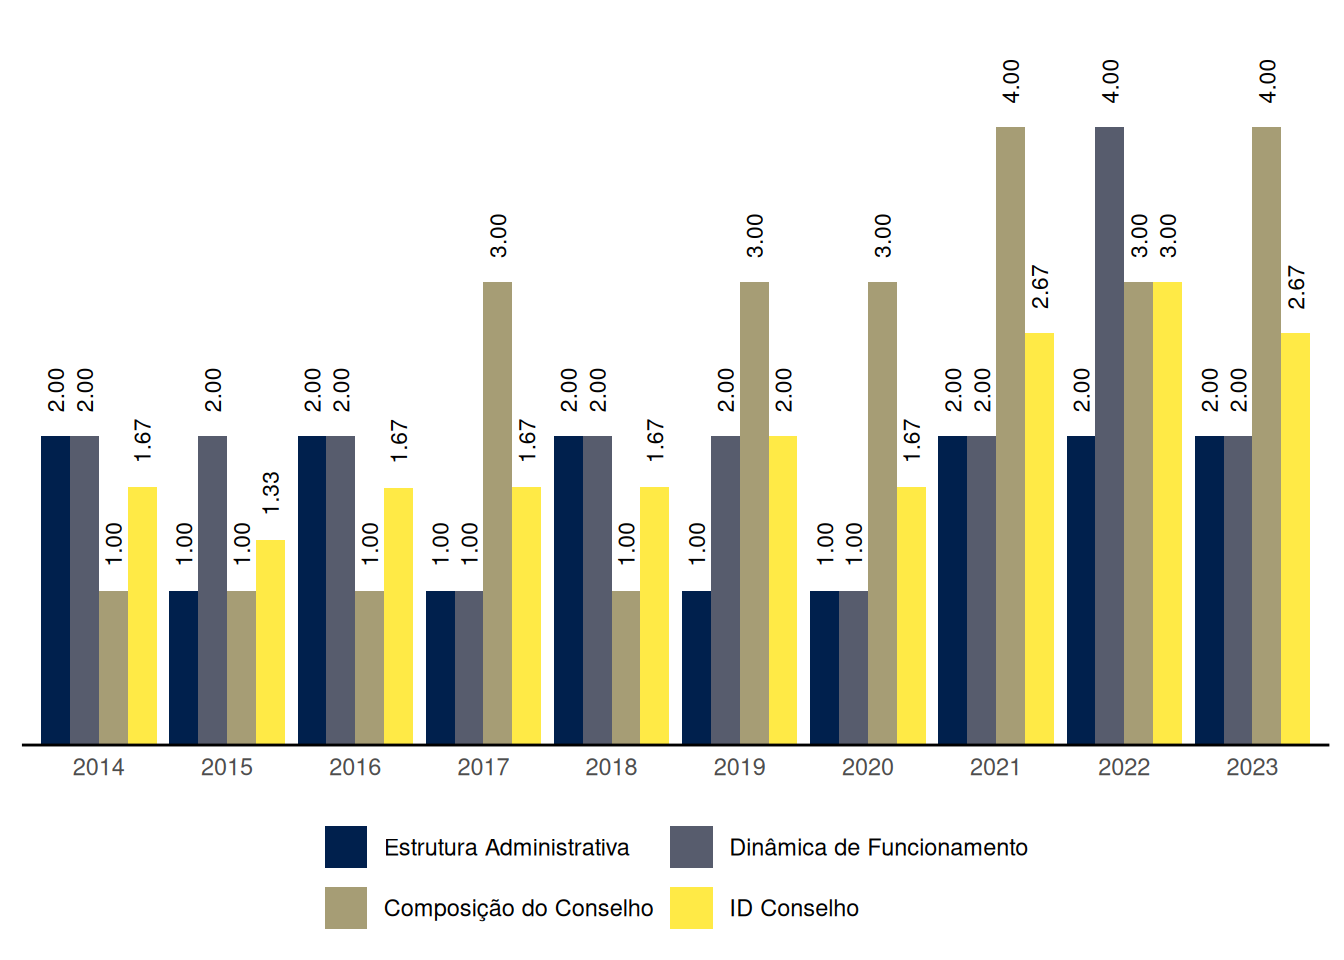 4.00 4.00 4.00
3.00 3.00 3.00 3.00 3.00
2.67 2.67
2.00 2.00 2.00 2.00 2.00 2.00 2.00 2.00 2.00 2.00 2.00 2.00 2.00 2.00
1.67 1.67 1.67 1.67 1.67
1.33
1.00 1.00 1.00 1.00 1.00 1.00 1.00 1.00 1.00 1.00
2014 2015 2016 2017 2018 2019 2020 2021 2022 2023
Estrutura Administrativa Dinâmica de Funcionamento
Composição do Conselho ID Conselho